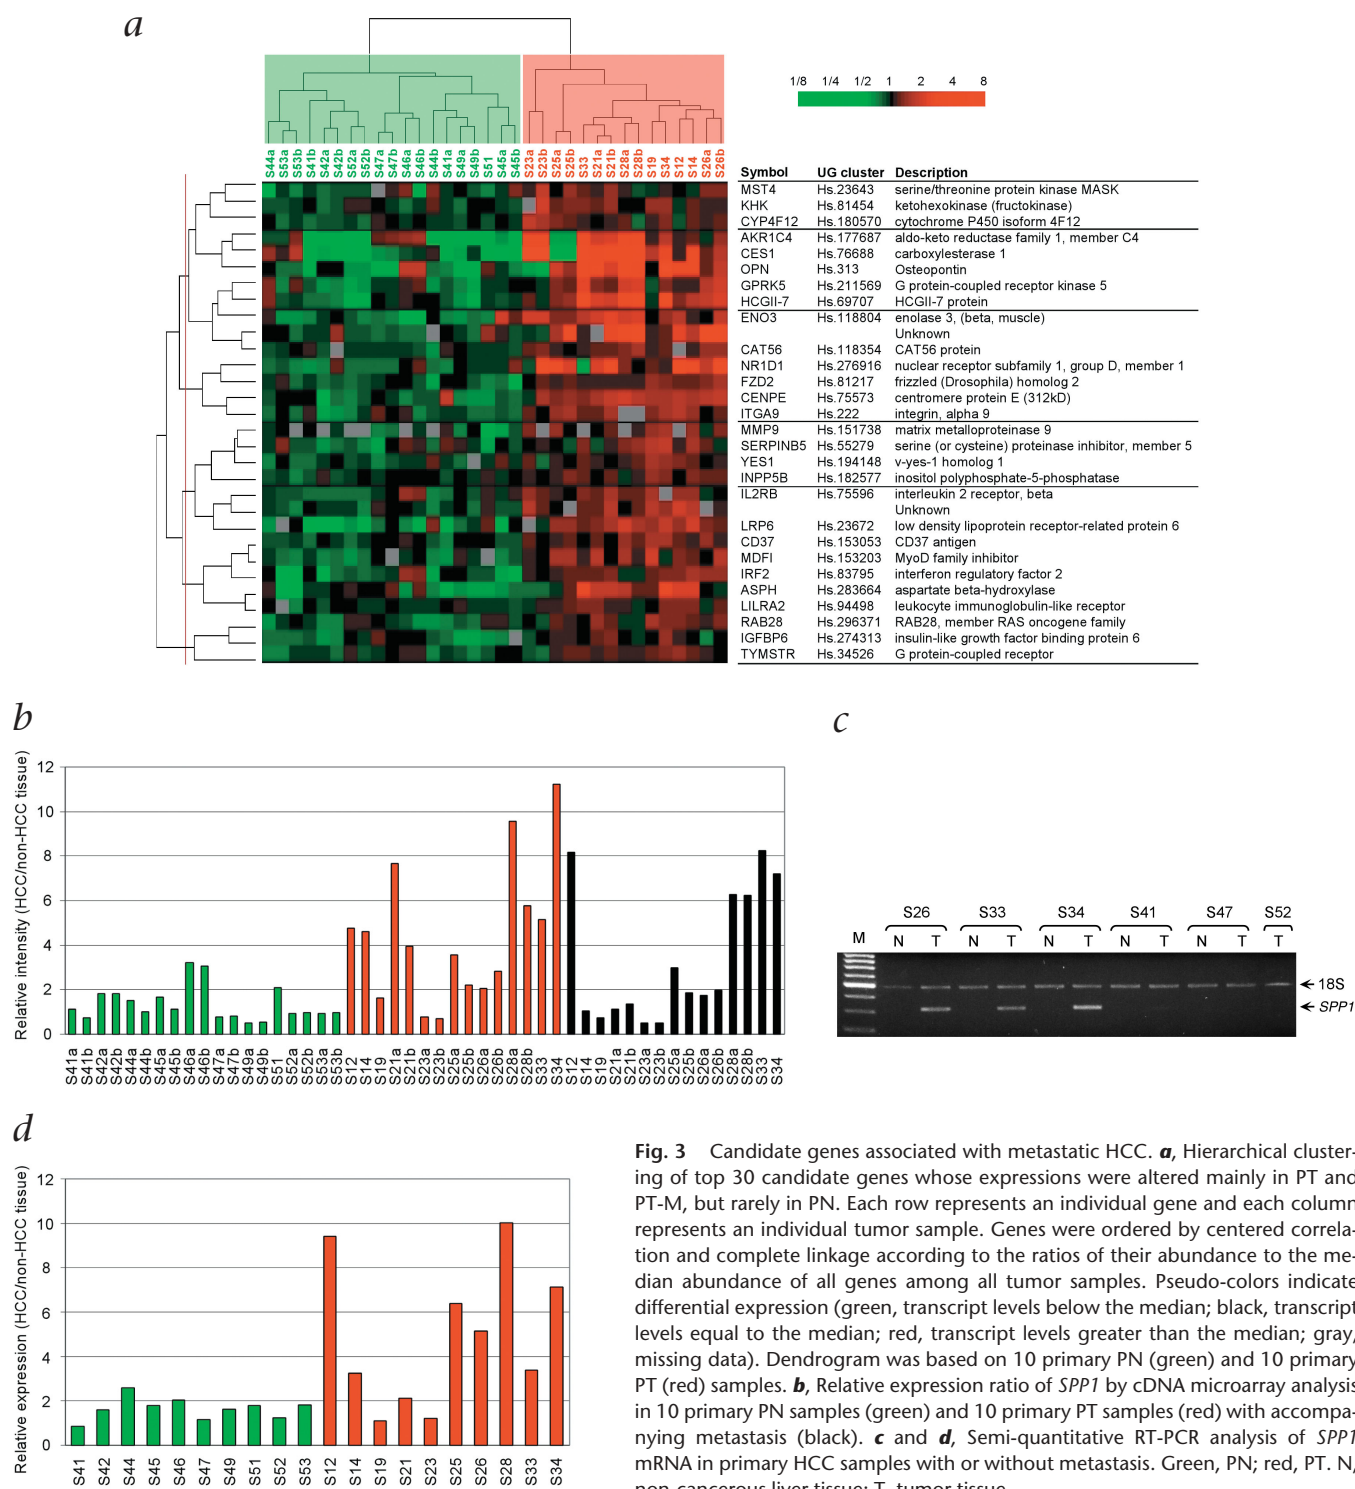 a
1/8 1/4 1/2 1 2 4 8
S44a S53a S53b S41b S42a S42b S52a S52b S47a S47b S46a S46b S44b S41a S49a S49b S51 S45a S45b S23a S23b S25a S25b S33 S21a S21b S28a S28b S19 S34 S12 S14 S26a S26b
Symbol UG cluster Description
MST4 Hs.23643 serine/threonine protein kinase MASK
KHK Hs.81454 ketohexokinase (fructokinase)
CYP4F12 Hs.180570 cytochrome P450 isoform 4F12
AKR1C4 Hs.177687 aldo-keto reductase family 1, member C4
CES1 Hs.76688 carboxylesterase 1
OPN Hs.313 Osteopontin
GPRK5 Hs.211569 G protein-coupled receptor kinase 5
HCGII-7 Hs.69707 HCGII-7 protein
ENO3 Hs.118804 enolase 3, (beta, muscle)
Unknown
CAT56 Hs.118354 CAT56 protein
NR1D1 Hs.276916 nuclear receptor subfamily 1, group D, member 1
FZD2 Hs.81217 frizzled (Drosophila) homolog 2
CENPE Hs.75573 centromere protein E (312kD)
ITGA9 Hs.222 integrin, alpha 9
MMP9 Hs.151738 matrix metalloproteinase 9
SERPINB5 Hs.55279 serine (or cysteine) proteinase inhibitor, member 5
YES1 Hs.194148 v-yes-1 homolog 1
INPP5B Hs.182577 inositol polyphosphate-5-phosphatase
IL2RB Hs.75596 interleukin 2 receptor, beta
Unknown
LRP6 Hs.23672 low density lipoprotein receptor-related protein 6
CD37 Hs.153053 CD37 antigen
MDFI Hs.153203 MyoD family inhibitor
IRF2 Hs.83795 interferon regulatory factor 2
ASPH Hs.283664 aspartate beta-hydroxylase
LILRA2 Hs.94498 leukocyte immunoglobulin-like receptor
RAB28 Hs.296371 RAB28, member RAS oncogene family
IGFBP6 Hs.274313 insulin-like growth factor binding protein 6
TYMSTR Hs.34526 G protein-coupled receptor
b
Relative intensity (HCC/non-HCC tissue)
12
10
8
6
4
2
0
S41a S41b S42a S42b S44a S44b S45a S45b S46a S46b S47a S47b S49a S49b S51 S52a S52b S53a S53b S12 S14 S19 S21a S21b S23a S23b S25a S25b S26a S26b S28a S28b S33 S34 S12 S14 S19 S21a S21b S23a S23b S25a S25b S26a S26b S28a S28b S33 S34
c
S26 S33 S34 S41 S47 S52
M N T N T N T N T N T T
18S
SPP1
d
Relative expression (HCC/non-HCC tissue)
12
10
8
6
4
2
0
S41 S42 S44 S45 S46 S47 S49 S51 S52 S53 S12 S14 S19 S21 S23 S25 S26 S28 S33 S34
Fig. 3 Candidate genes associated with metastatic HCC. a, Hierarchical cluster-
ing of top 30 candidate genes whose expressions were altered mainly in PT and
PT-M, but rarely in PN. Each row represents an individual gene and each column
represents an individual tumor sample. Genes were ordered by centered correla-
tion and complete linkage according to the ratios of their abundance to the me-
dian abundance of all genes among all tumor samples. Pseudo-colors indicate
differential expression (green, transcript levels below the median; black, transcript
levels equal to the median; red, transcript levels greater than the median; gray,
missing data). Dendrogram was based on 10 primary PN (green) and 10 primary
PT (red) samples. b, Relative expression ratio of SPP1 by cDNA microarray analysis
in 10 primary PN samples (green) and 10 primary PT samples (red) with accompa-
nying metastasis (black). c and d, Semi-quantitative RT-PCR analysis of SPP1
mRNA in primary HCC samples with or without metastasis. Green, PN; red, PT. N,
non-cancerous liver tissue; T, tumor tissue.